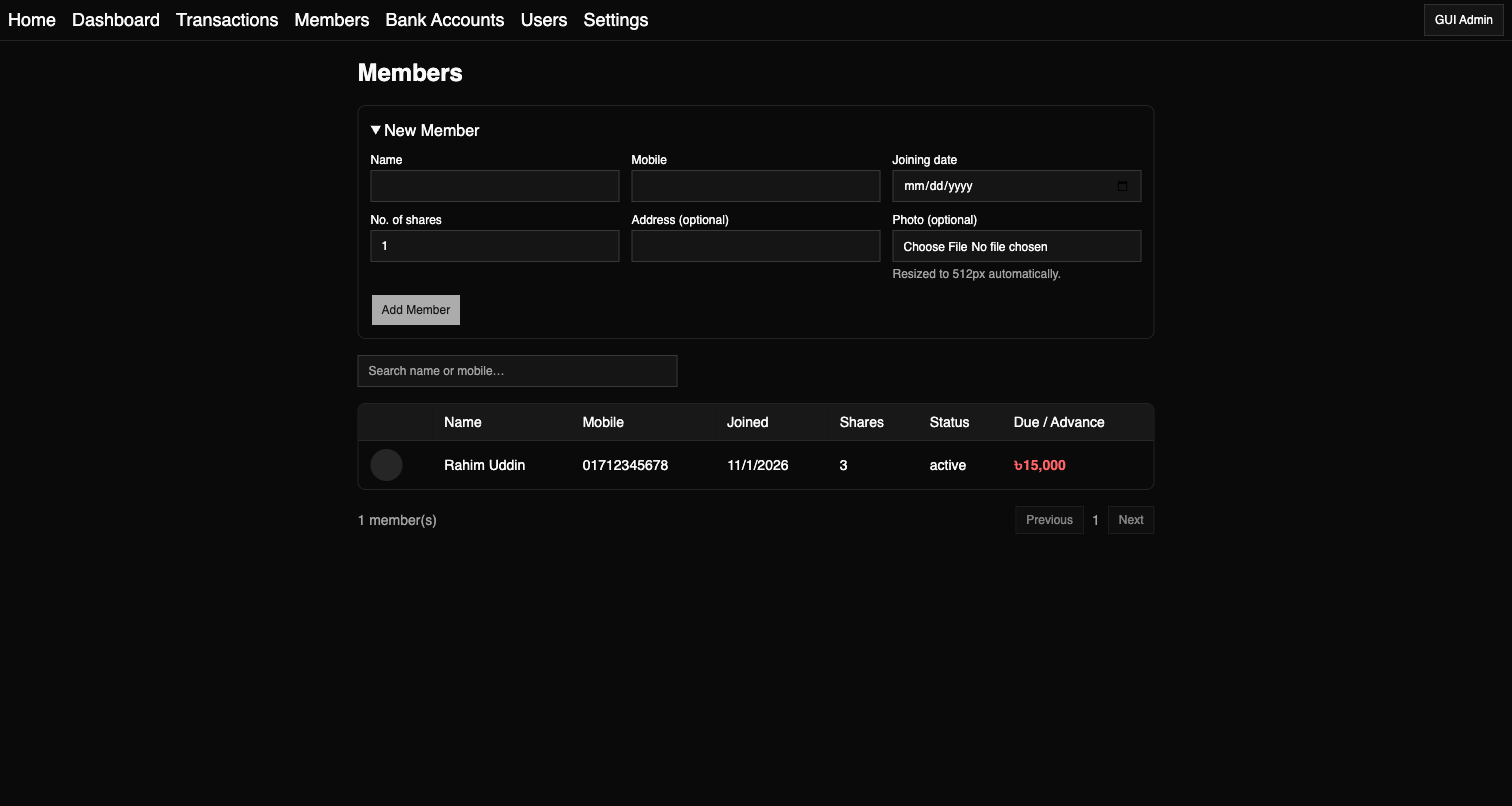 Home Dashboard Transactions Members Bank Accounts Users Settings GUI Admin
Members
▼ New Member
Name Mobile Joining date
mm/dd/yyyy
No. of shares Address (optional) Photo (optional)
1 Choose File No file chosen
Resized to 512px automatically.
Add Member
Search name or mobile…
Name Mobile Joined Shares Status Due / Advance
Rahim Uddin 01712345678 11/1/2026 3 active ৳15,000
1 member(s) Previous 1 Next